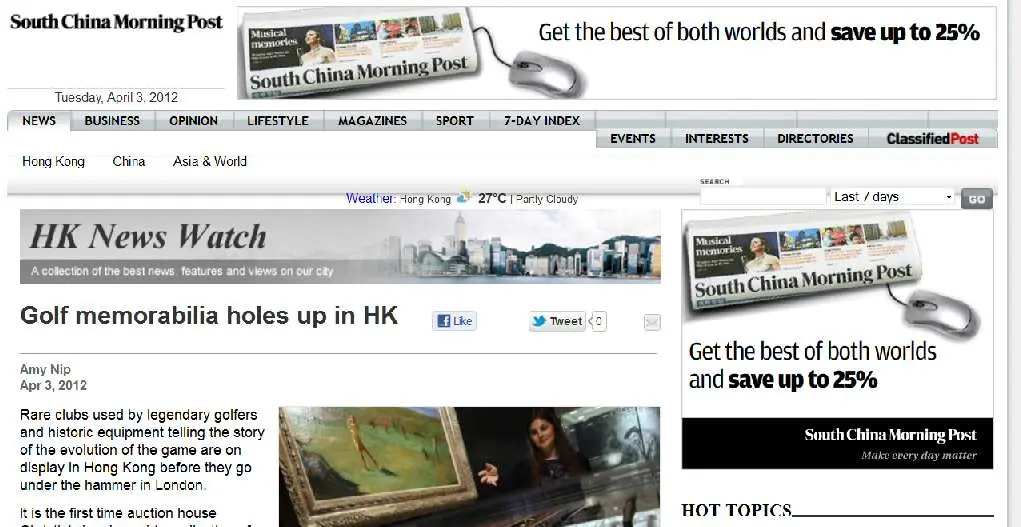 South China Morning Post
Musical
memories
South China Morning Post
Get the best of both worlds and save up to 25%
Tuesday, April 3, 2012
NEWS BUSINESS OPINION LIFESTYLE MAGAZINES SPORT 7-DAY INDEX
EVENTS INTERESTS DIRECTORIES ClassifiedPost
Hong Kong China Asia & World
SEARCH
Weather: Hong Kong 27°C | Partly Cloudy
Last 7 days GO
HK News Watch
A collection of the best news, features and views on our city
Musical
memories
South China Morning Post
Golf memorabilia holes up in HK
Like Tweet 0
Get the best of both worlds
and save up to 25%
South China Morning Post
Make every day matter
Amy Nip
Apr 3, 2012
Rare clubs used by legendary golfers
and historic equipment telling the story
of the evolution of the game are on
display in Hong Kong before they go
under the hammer in London.
It is the first time auction house
HOT TOPICS